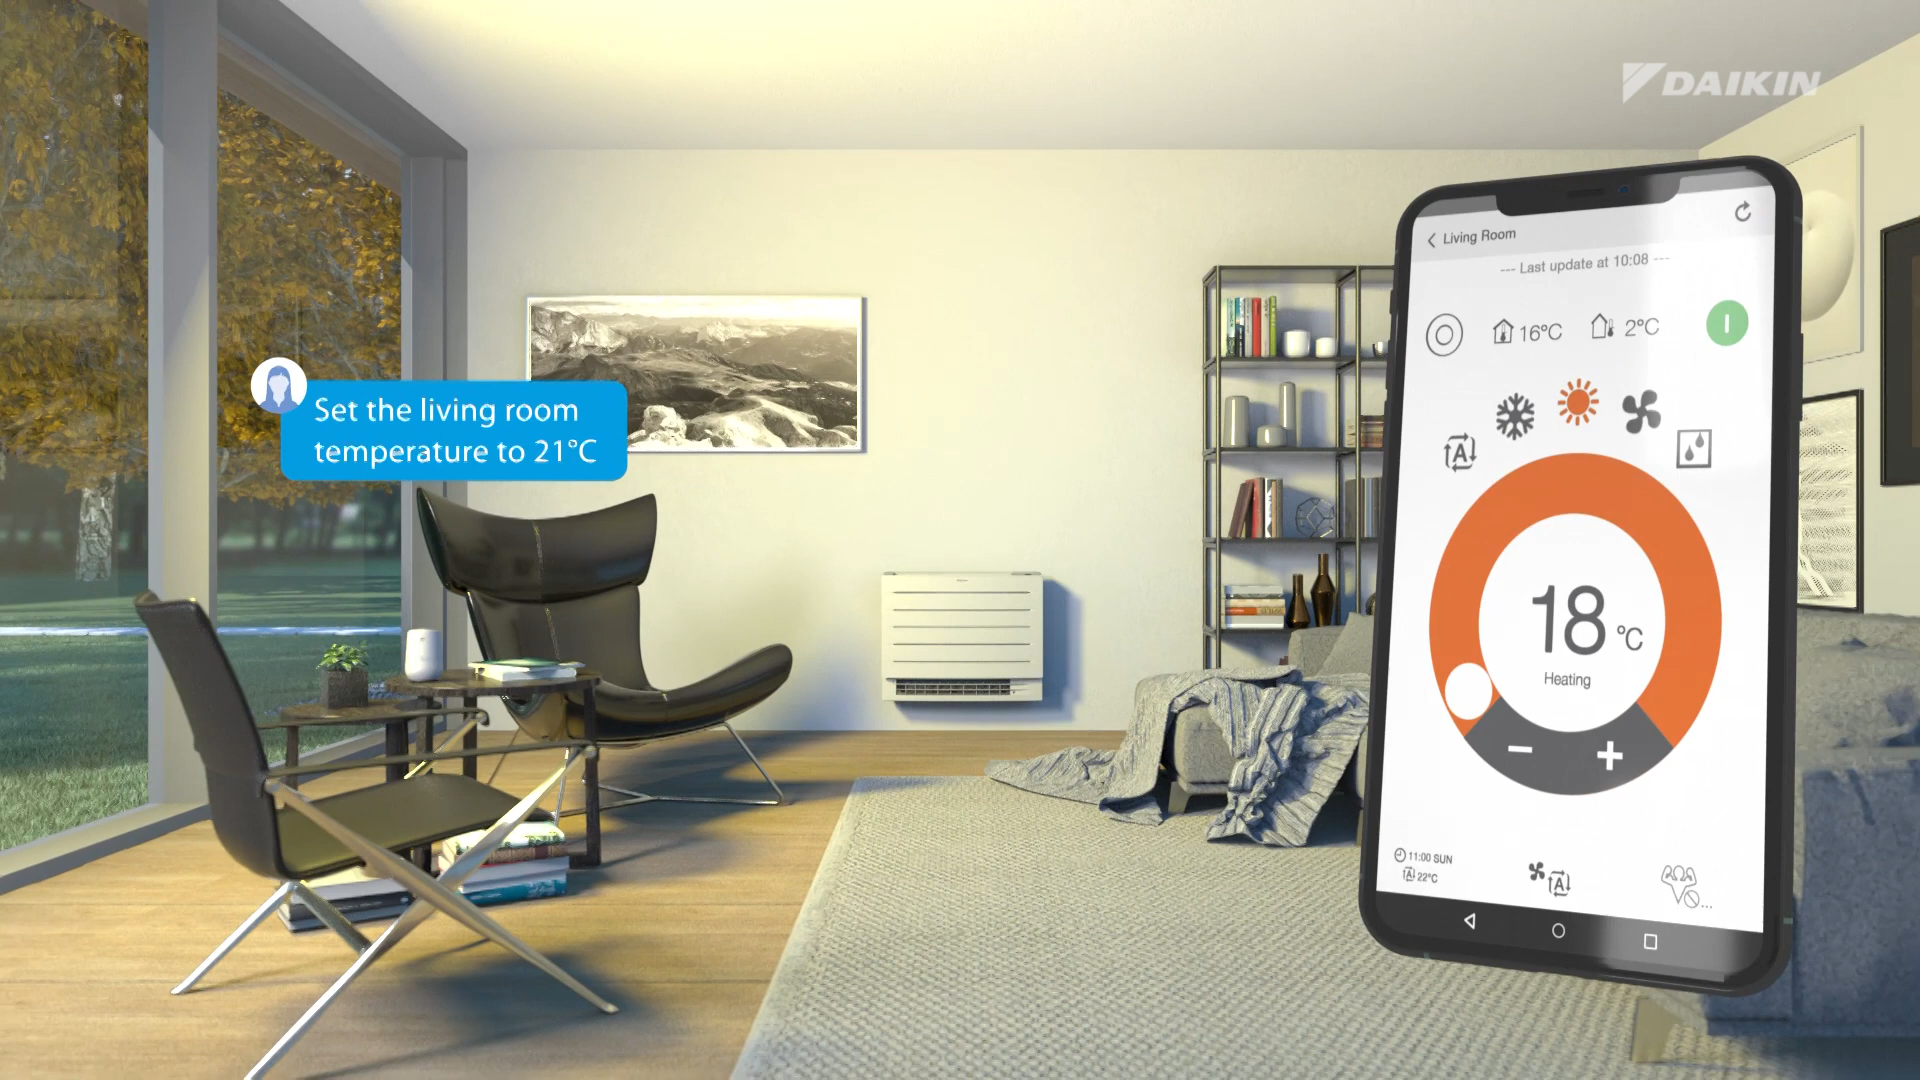 DAIKIN
Set the living room
temperature to 21°C
Living Room
--- Last update at 10:08 ---
16°C
2°C
A
18 °C
Heating
− +
11:00 SUN
A 22°C
A
...